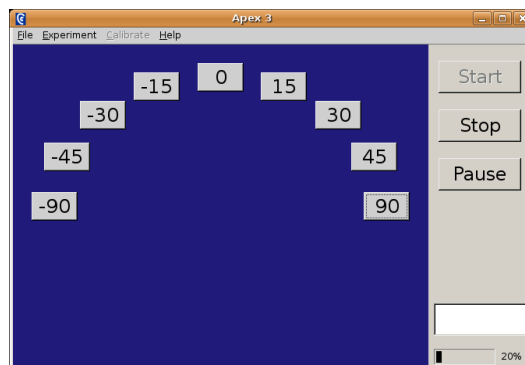 Apex 3
File Experiment Calibrate Help
0
-15 15
-30 30
-45 45
-90 90
Start
Stop
Pause
20%